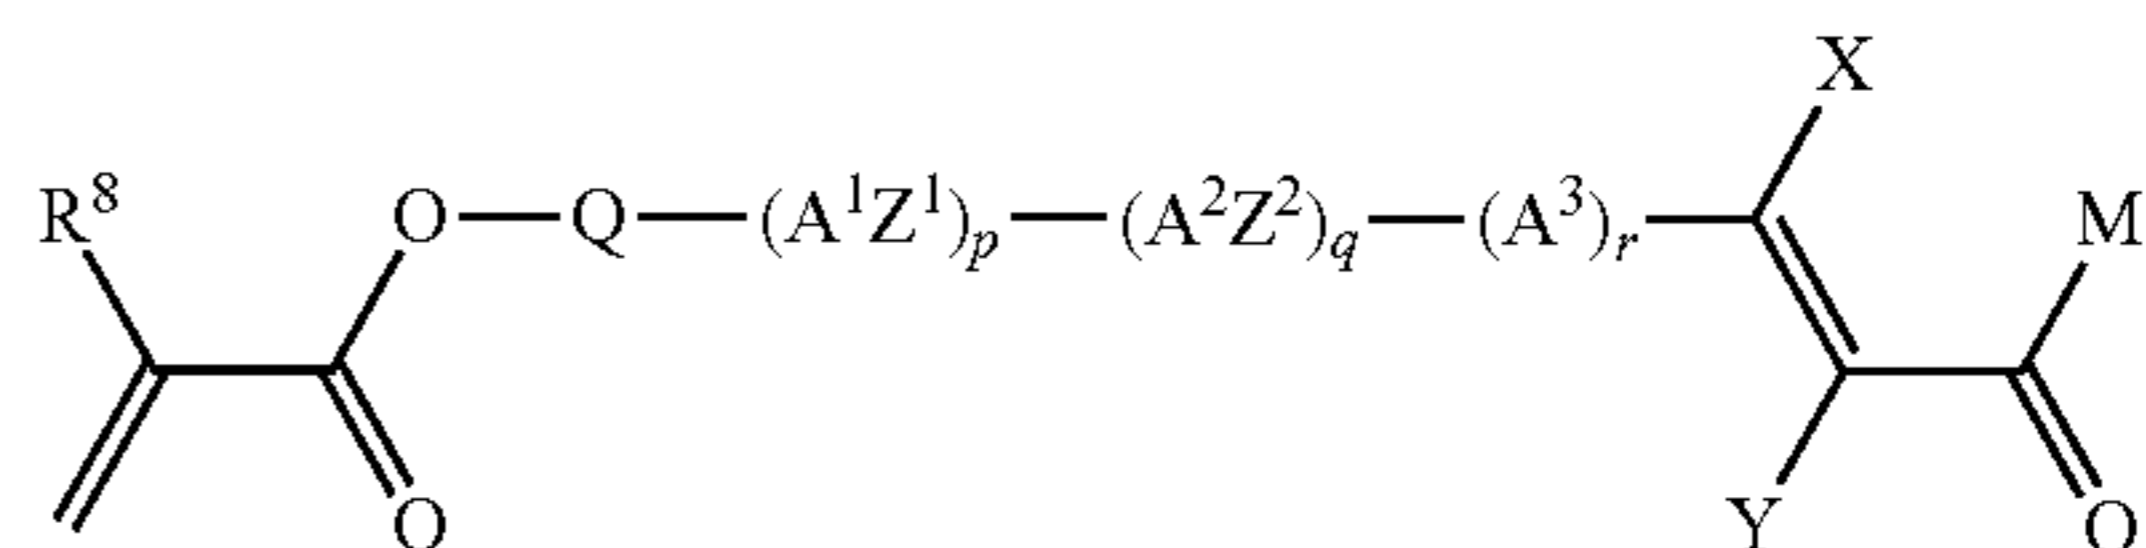 X
R⁸ O—Q—(A¹Z¹)ₚ—(A²Z²)q—(A³)ᵣ M
O Y O